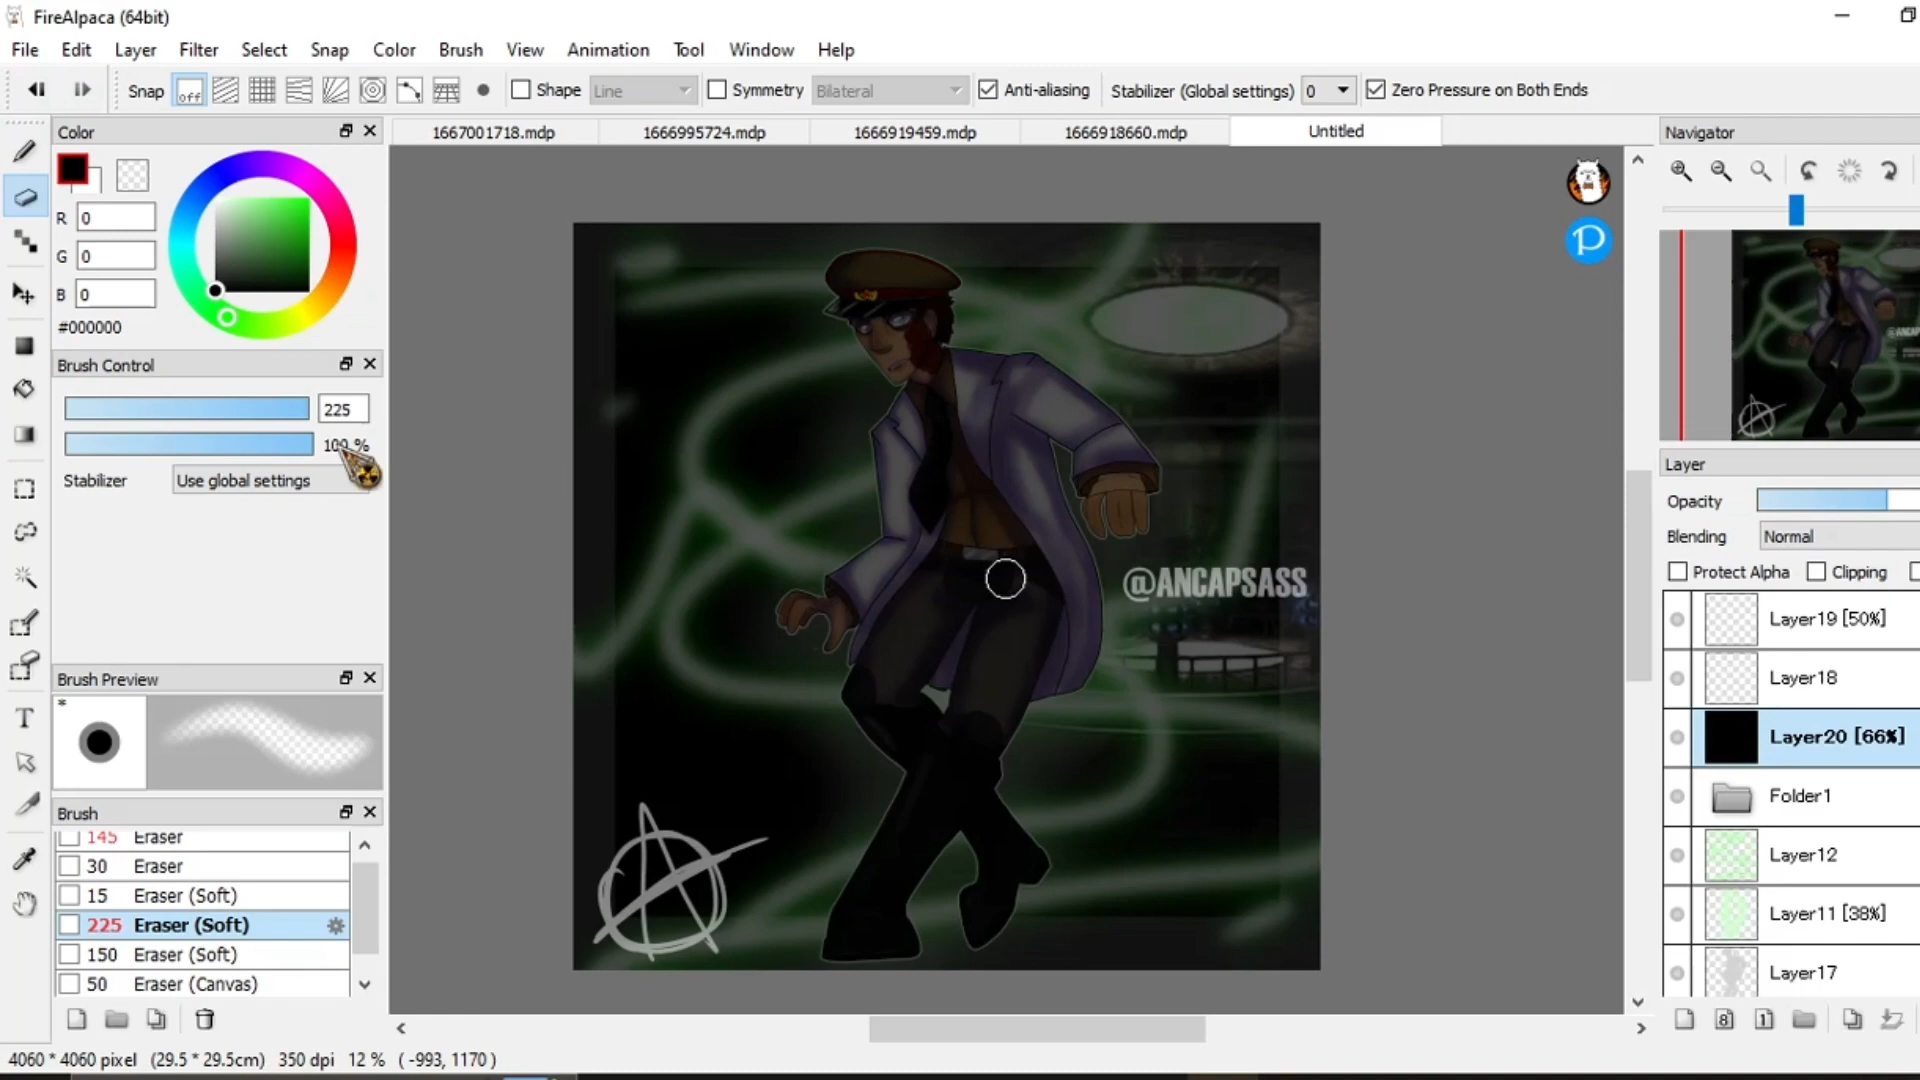 FireAlpaca (64bit)
File Edit Layer Filter Select Snap Color Brush View Animation Tool Window Help
Snap off Shape Line Symmetry Bilateral Anti-aliasing Stabilizer (Global settings) 0 Zero Pressure on Both Ends
Color
1667001718.mdp 1666995724.mdp 1666919459.mdp 1666918660.mdp Untitled
Navigator
R 0
G 0
B 0
#000000
Brush Control
225
100 %
Stabilizer Use global settings
@ANCAPSASS
Brush Preview
*
Brush
145 Eraser
30 Eraser
15 Eraser (Soft)
225 Eraser (Soft)
150 Eraser (Soft)
50 Eraser (Canvas)
Layer
Opacity
Blending Normal
Protect Alpha Clipping
Layer19 [50%]
Layer18
Layer20 [66%]
Folder1
Layer12
Layer11 [38%]
Layer17
8 1
4060 * 4060 pixel (29.5 * 29.5cm) 350 dpi 12 % ( -993, 1170 )